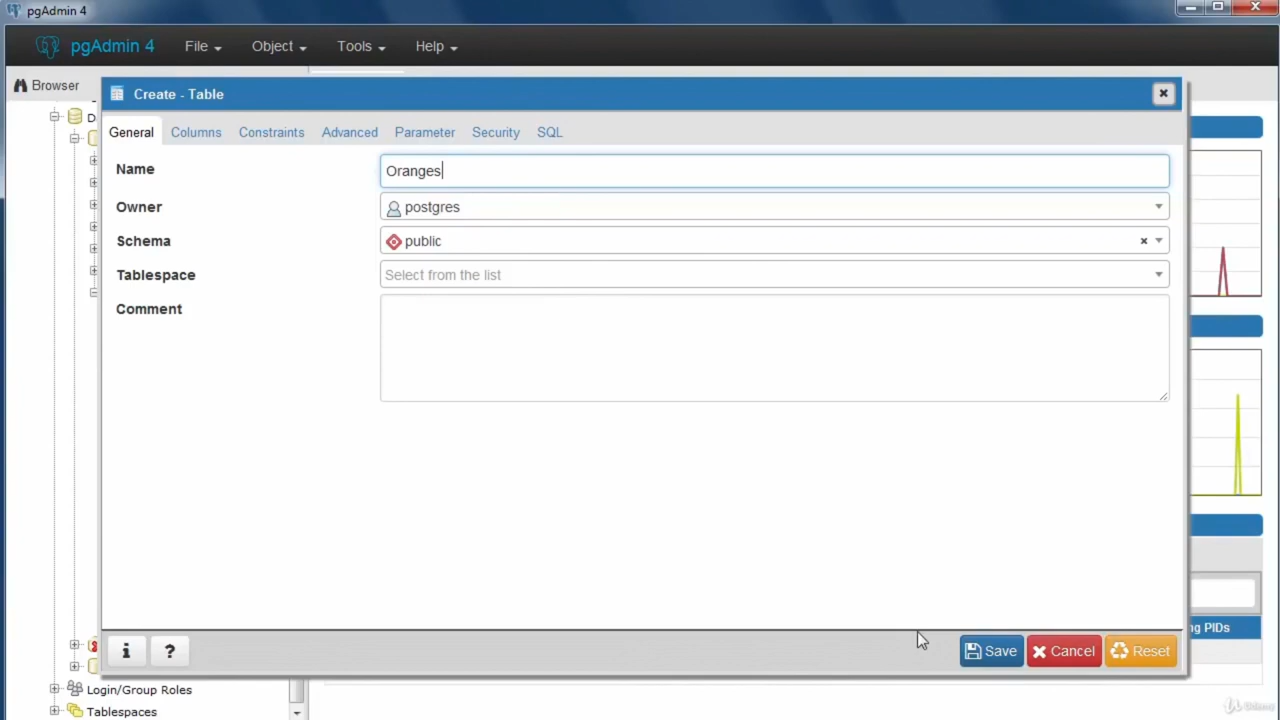 pgAdmin 4
pgAdmin 4 File Object Tools Help
Browser
Create - Table
General Columns Constraints Advanced Parameter Security SQL
Name Oranges
Owner postgres
Schema public
Tablespace Select from the list
Comment
D
ng PIDs
i ? Save Cancel Reset
Login/Group Roles
Tablespaces
Udemy